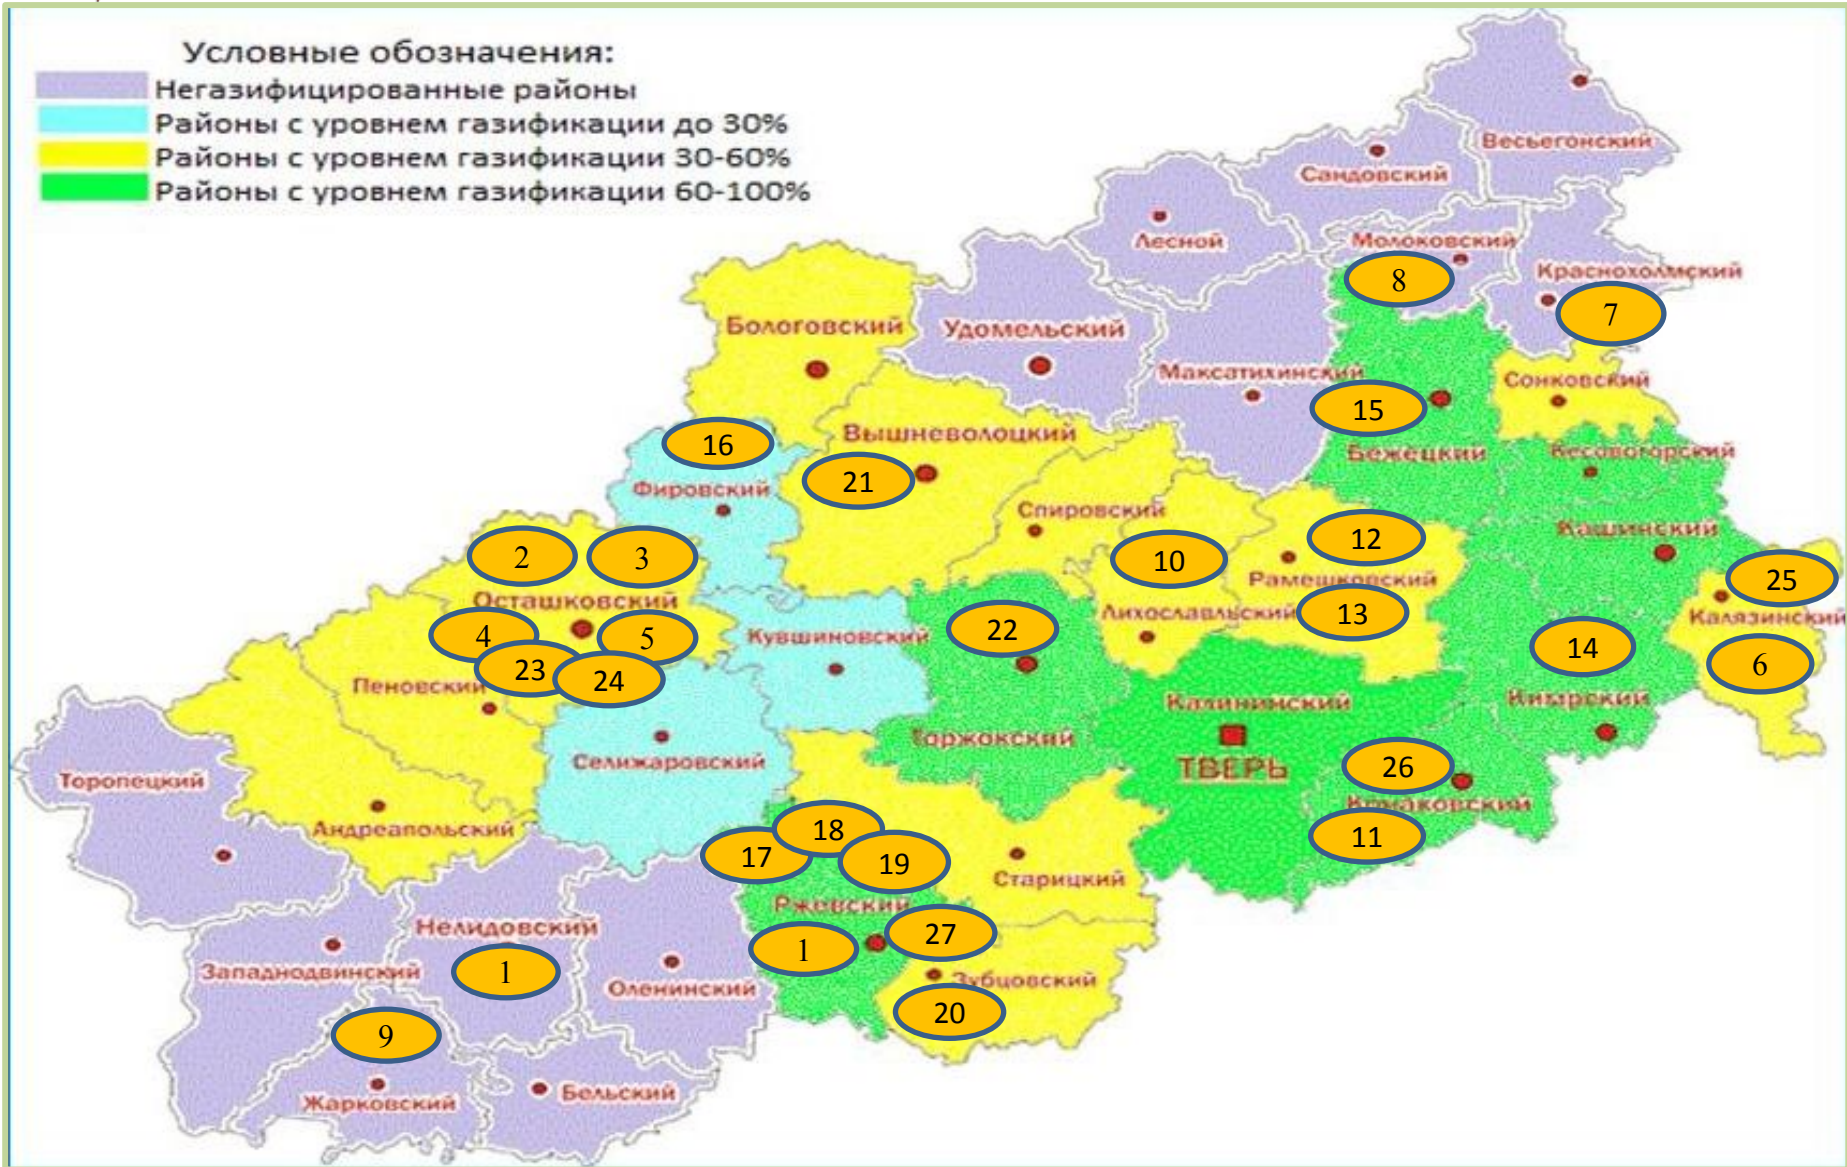 Условные обозначения:
Негазифицированные районы
Районы с уровнем газификации до 30%
Районы с уровнем газификации 30-60%
Районы с уровнем газификации 60-100%
Весьегонский
Сандовский
Лесной
Молоковский
8
Краснохолмский
7
Бологовский
Удомельский
Максатихинский
Сонковский
15
Вышневолоцкий
16
Бежецкий
21
Фировский
Спировский
Кашинский
2
3
10
12
Рамешковский
25
Осташковский
Лихославльский
13
Калязинский
4
5
Кувшиновский
22
14
6
23
24
Пеновский
Калининский
Кимрский
Торжокский
Селижаровский
ТВЕРЬ
26
Торопецкий
Конаковский
Андреапольский
18
11
17
19
Старицкий
Ржевский
Нелидовский
27
1
Западнодвинский
1
Оленинский
Зубцовский
20
9
Жарковский
Бельский